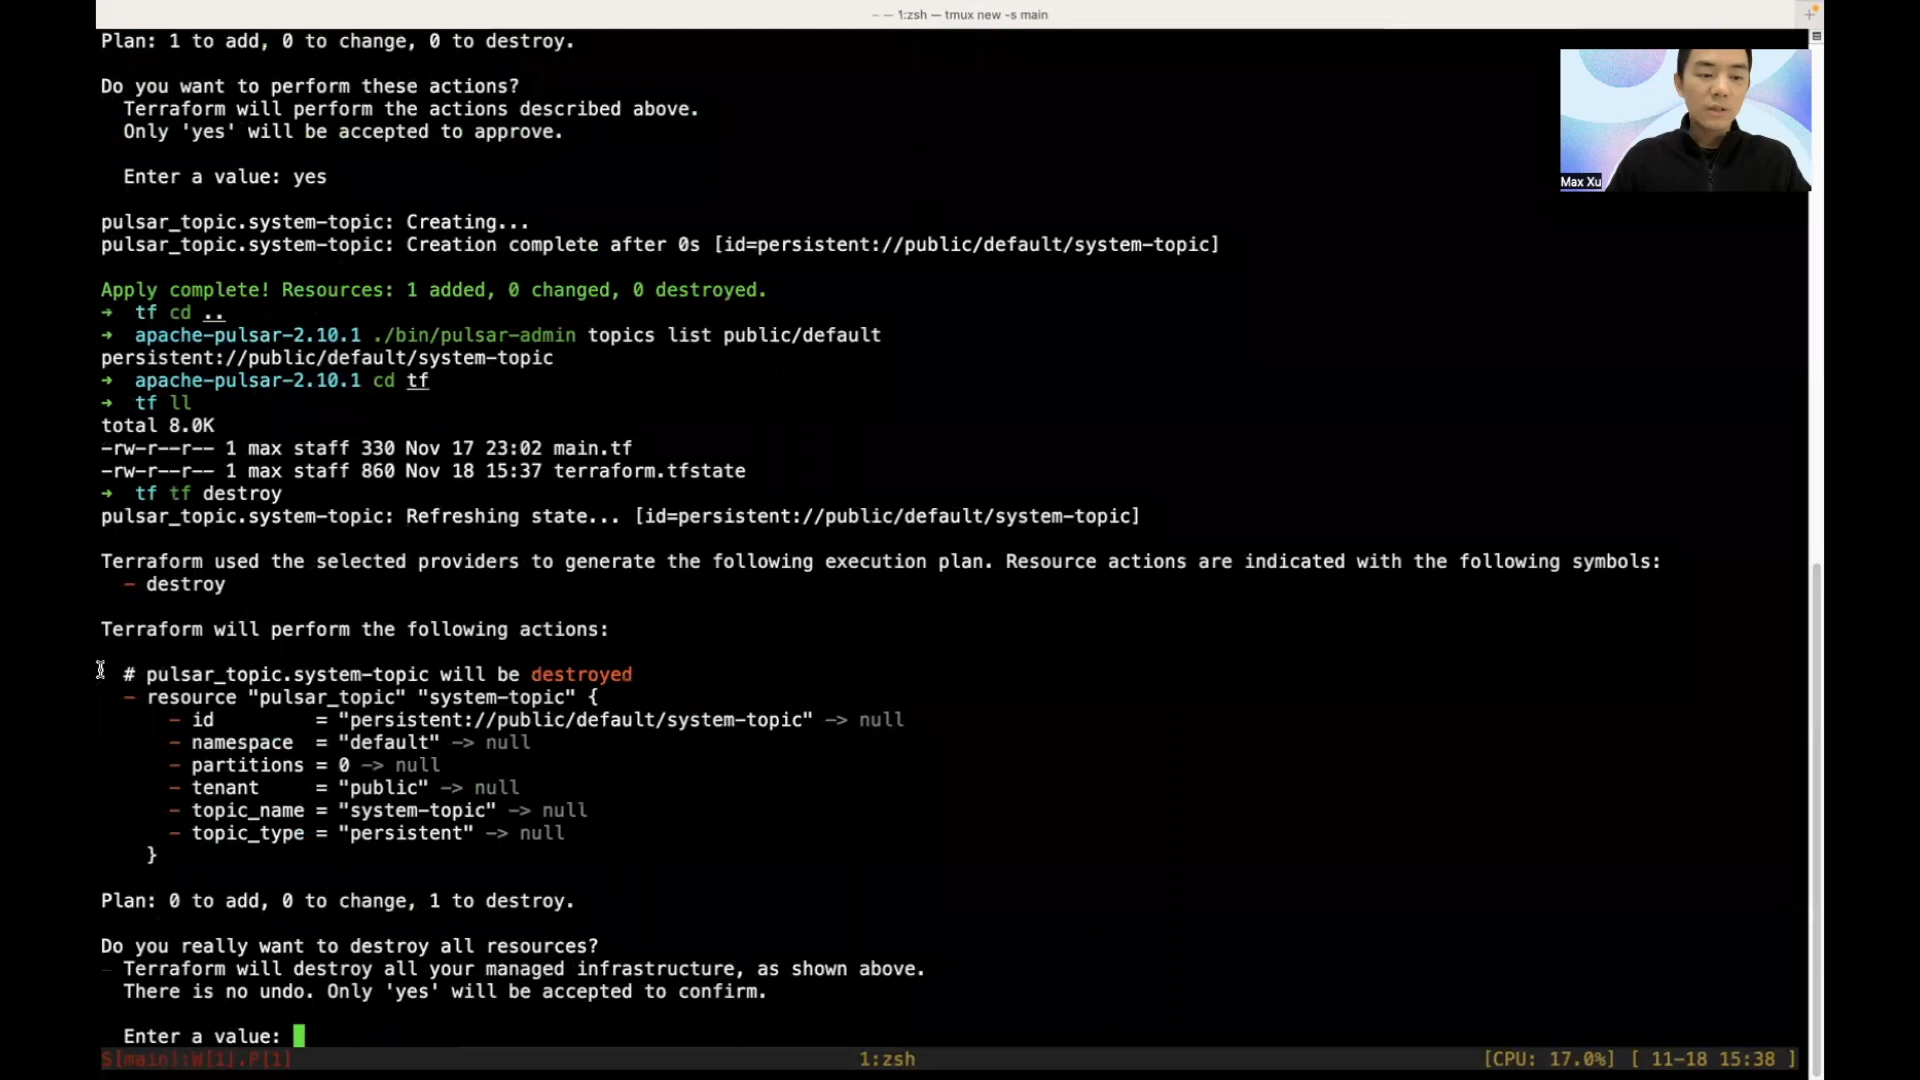 1:zsh — tmux new -s main
Plan: 1 to add, 0 to change, 0 to destroy.
Do you want to perform these actions?
Terraform will perform the actions described above.
Only 'yes' will be accepted to approve.
Enter a value: yes
pulsar_topic.system-topic: Creating...
pulsar_topic.system-topic: Creation complete after 0s [id=persistent://public/default/system-topic]
Apply complete! Resources: 1 added, 0 changed, 0 destroyed.
→ tf cd ..
→ apache-pulsar-2.10.1 ./bin/pulsar-admin topics list public/default
persistent://public/default/system-topic
→ apache-pulsar-2.10.1 cd tf
→ tf ll
total 8.0K
-rw-r--r-- 1 max staff 330 Nov 17 23:02 main.tf
-rw-r--r-- 1 max staff 860 Nov 18 15:37 terraform.tfstate
→ tf tf destroy
pulsar_topic.system-topic: Refreshing state... [id=persistent://public/default/system-topic]
Terraform used the selected providers to generate the following execution plan. Resource actions are indicated with the following symbols:
- destroy
Terraform will perform the following actions:
# pulsar_topic.system-topic will be destroyed
- resource "pulsar_topic" "system-topic" {
- id = "persistent://public/default/system-topic" -> null
- namespace = "default" -> null
- partitions = 0 -> null
- tenant = "public" -> null
- topic_name = "system-topic" -> null
- topic_type = "persistent" -> null
}
Plan: 0 to add, 0 to change, 1 to destroy.
Do you really want to destroy all resources?
Terraform will destroy all your managed infrastructure, as shown above.
There is no undo. Only 'yes' will be accepted to confirm.
Enter a value:
S[main]:W[1].P[1] 1:zsh [CPU: 17.0%] [ 11-18 15:38 ]
Max Xu